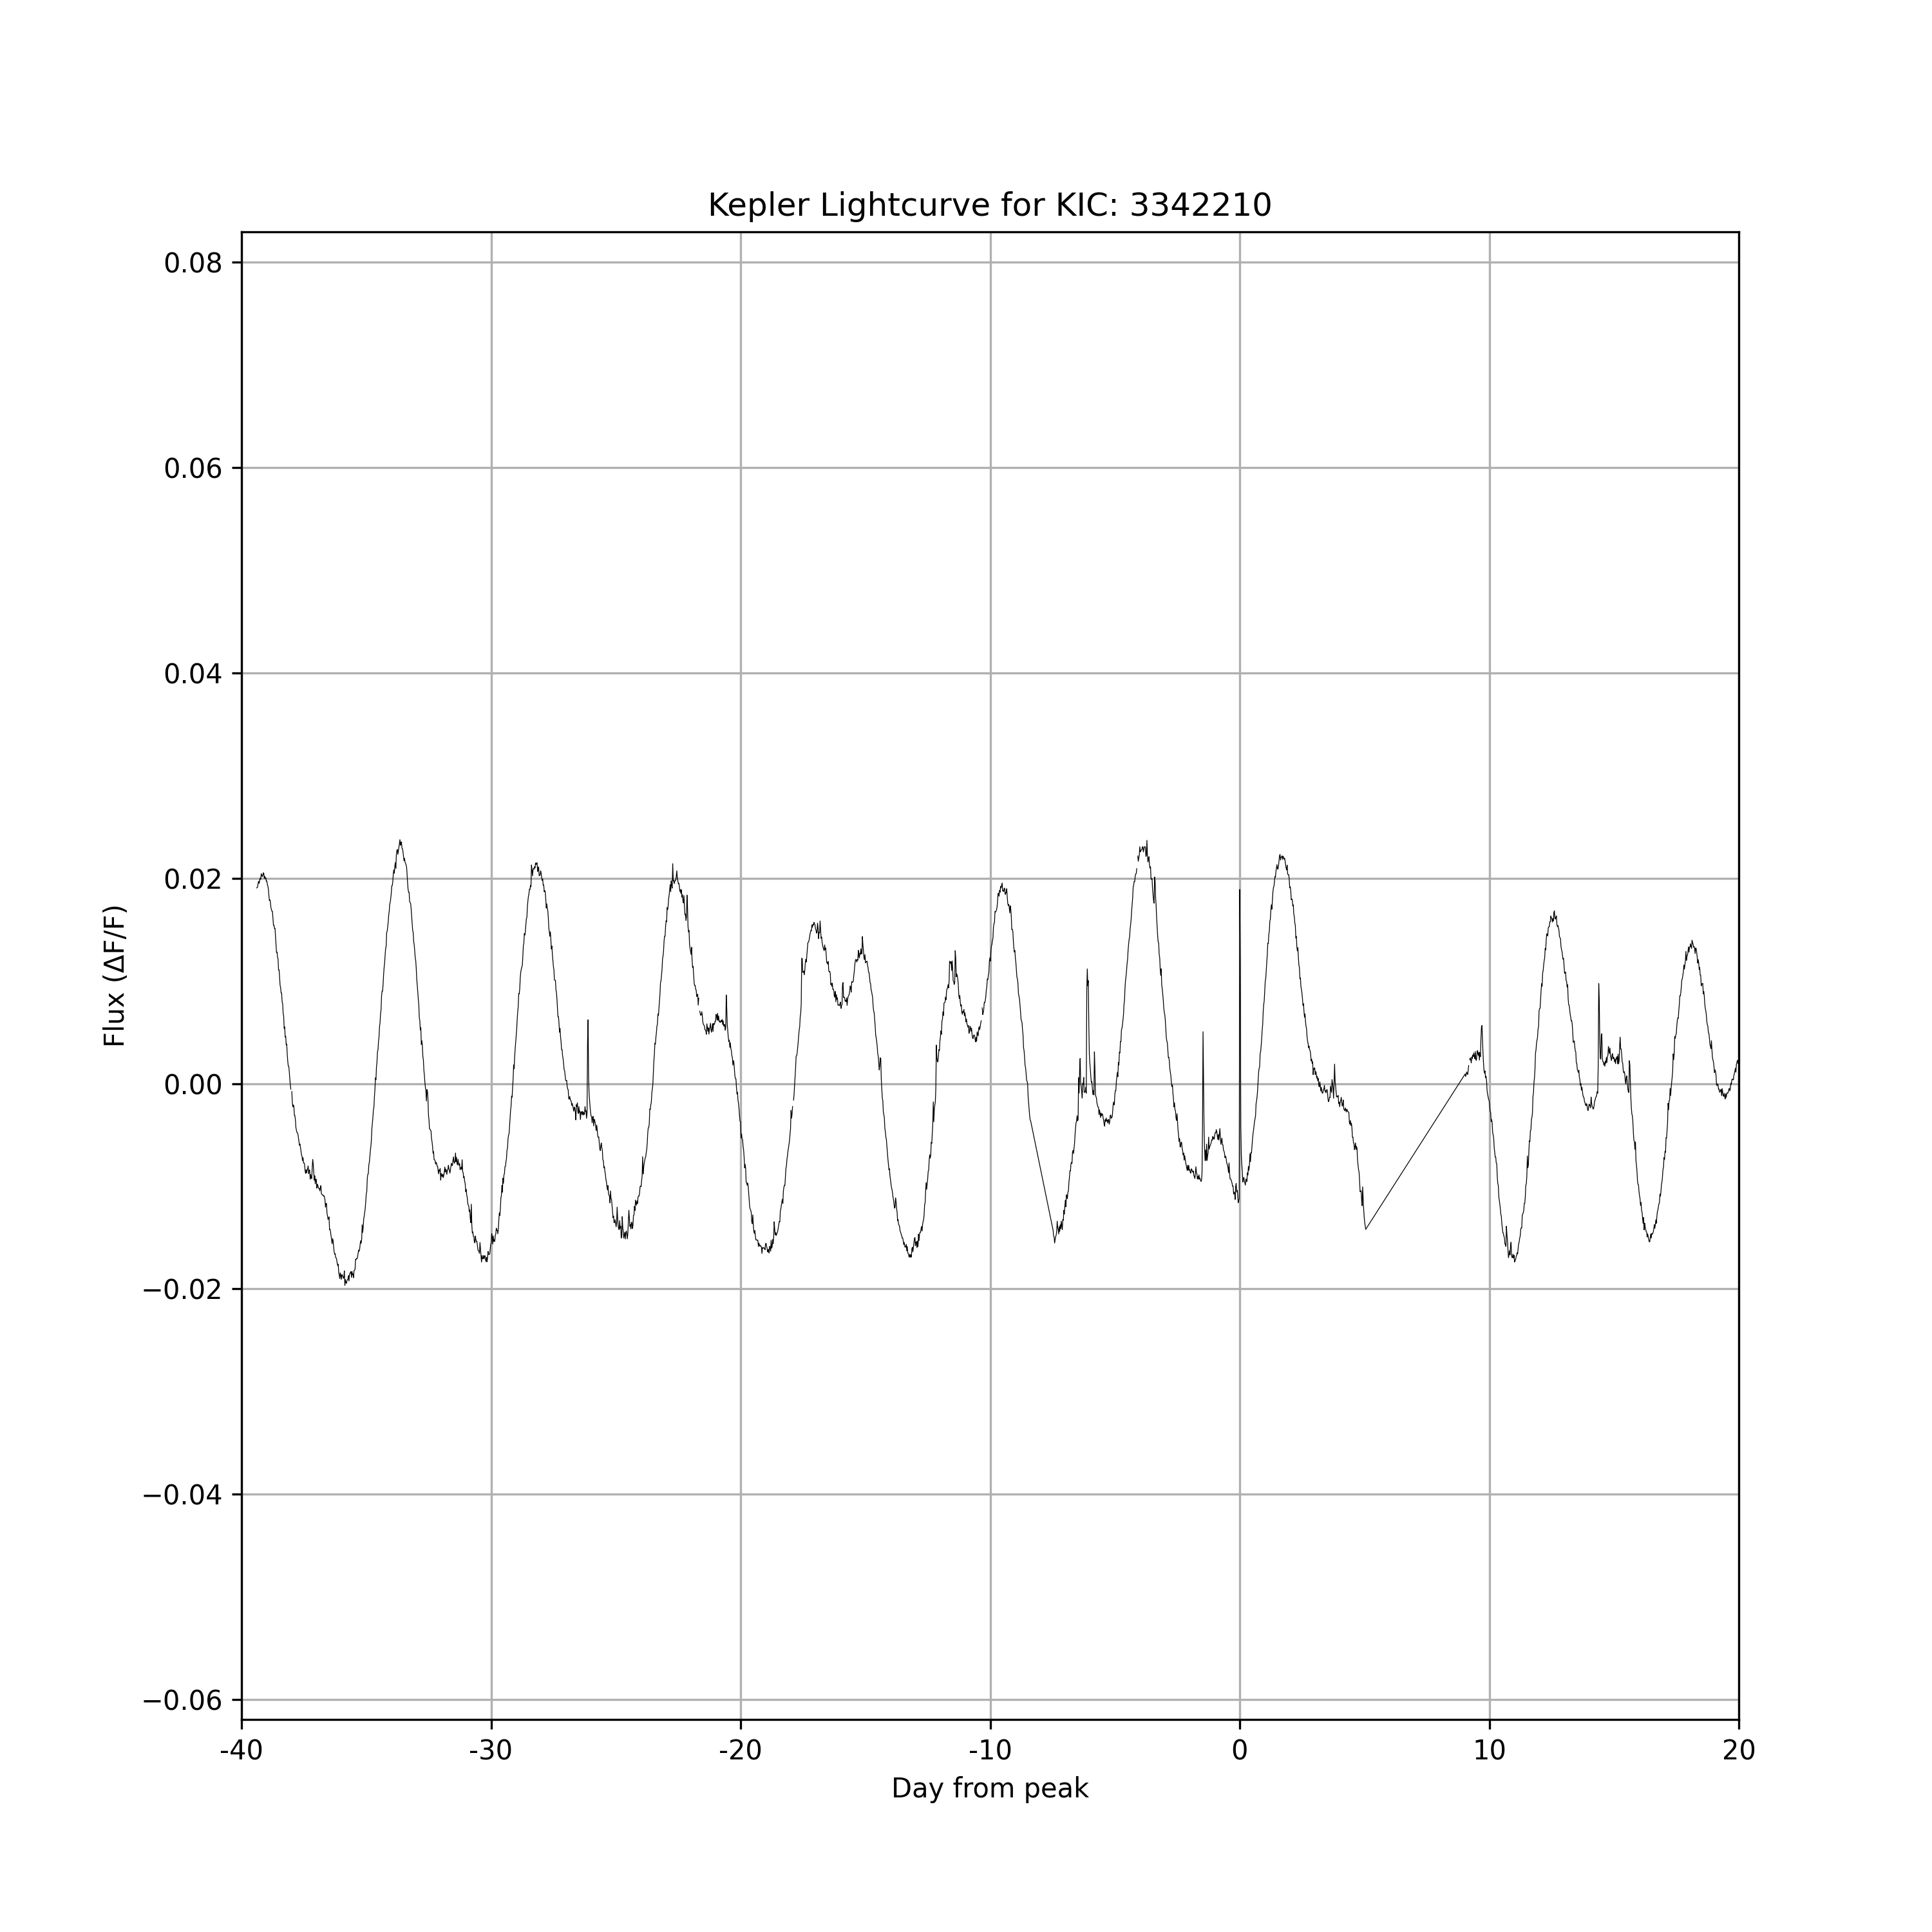 Kepler Lightcurve for KIC: 3342210
0.08
0.06
0.04
0.02
0.00
−0.02
−0.04
−0.06
Flux (ΔF/F)
-40 -30 -20 -10 0 10 20
Day from peak